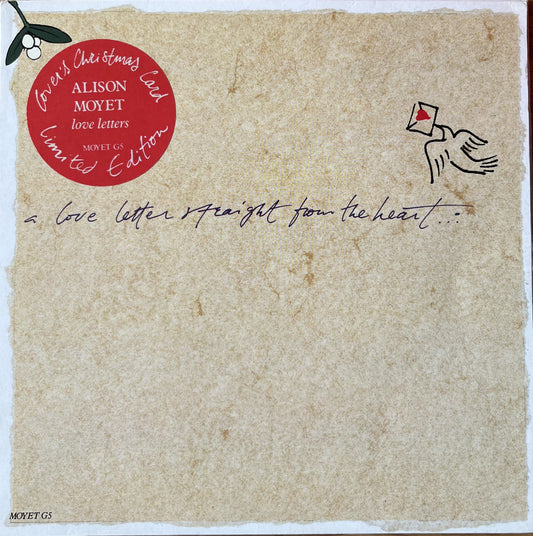 Lover's Christmas Card
ALISON
MOYET
love letters
MOYET G5
Limited Edition
a love letter straight from the heart...
MOYET G5